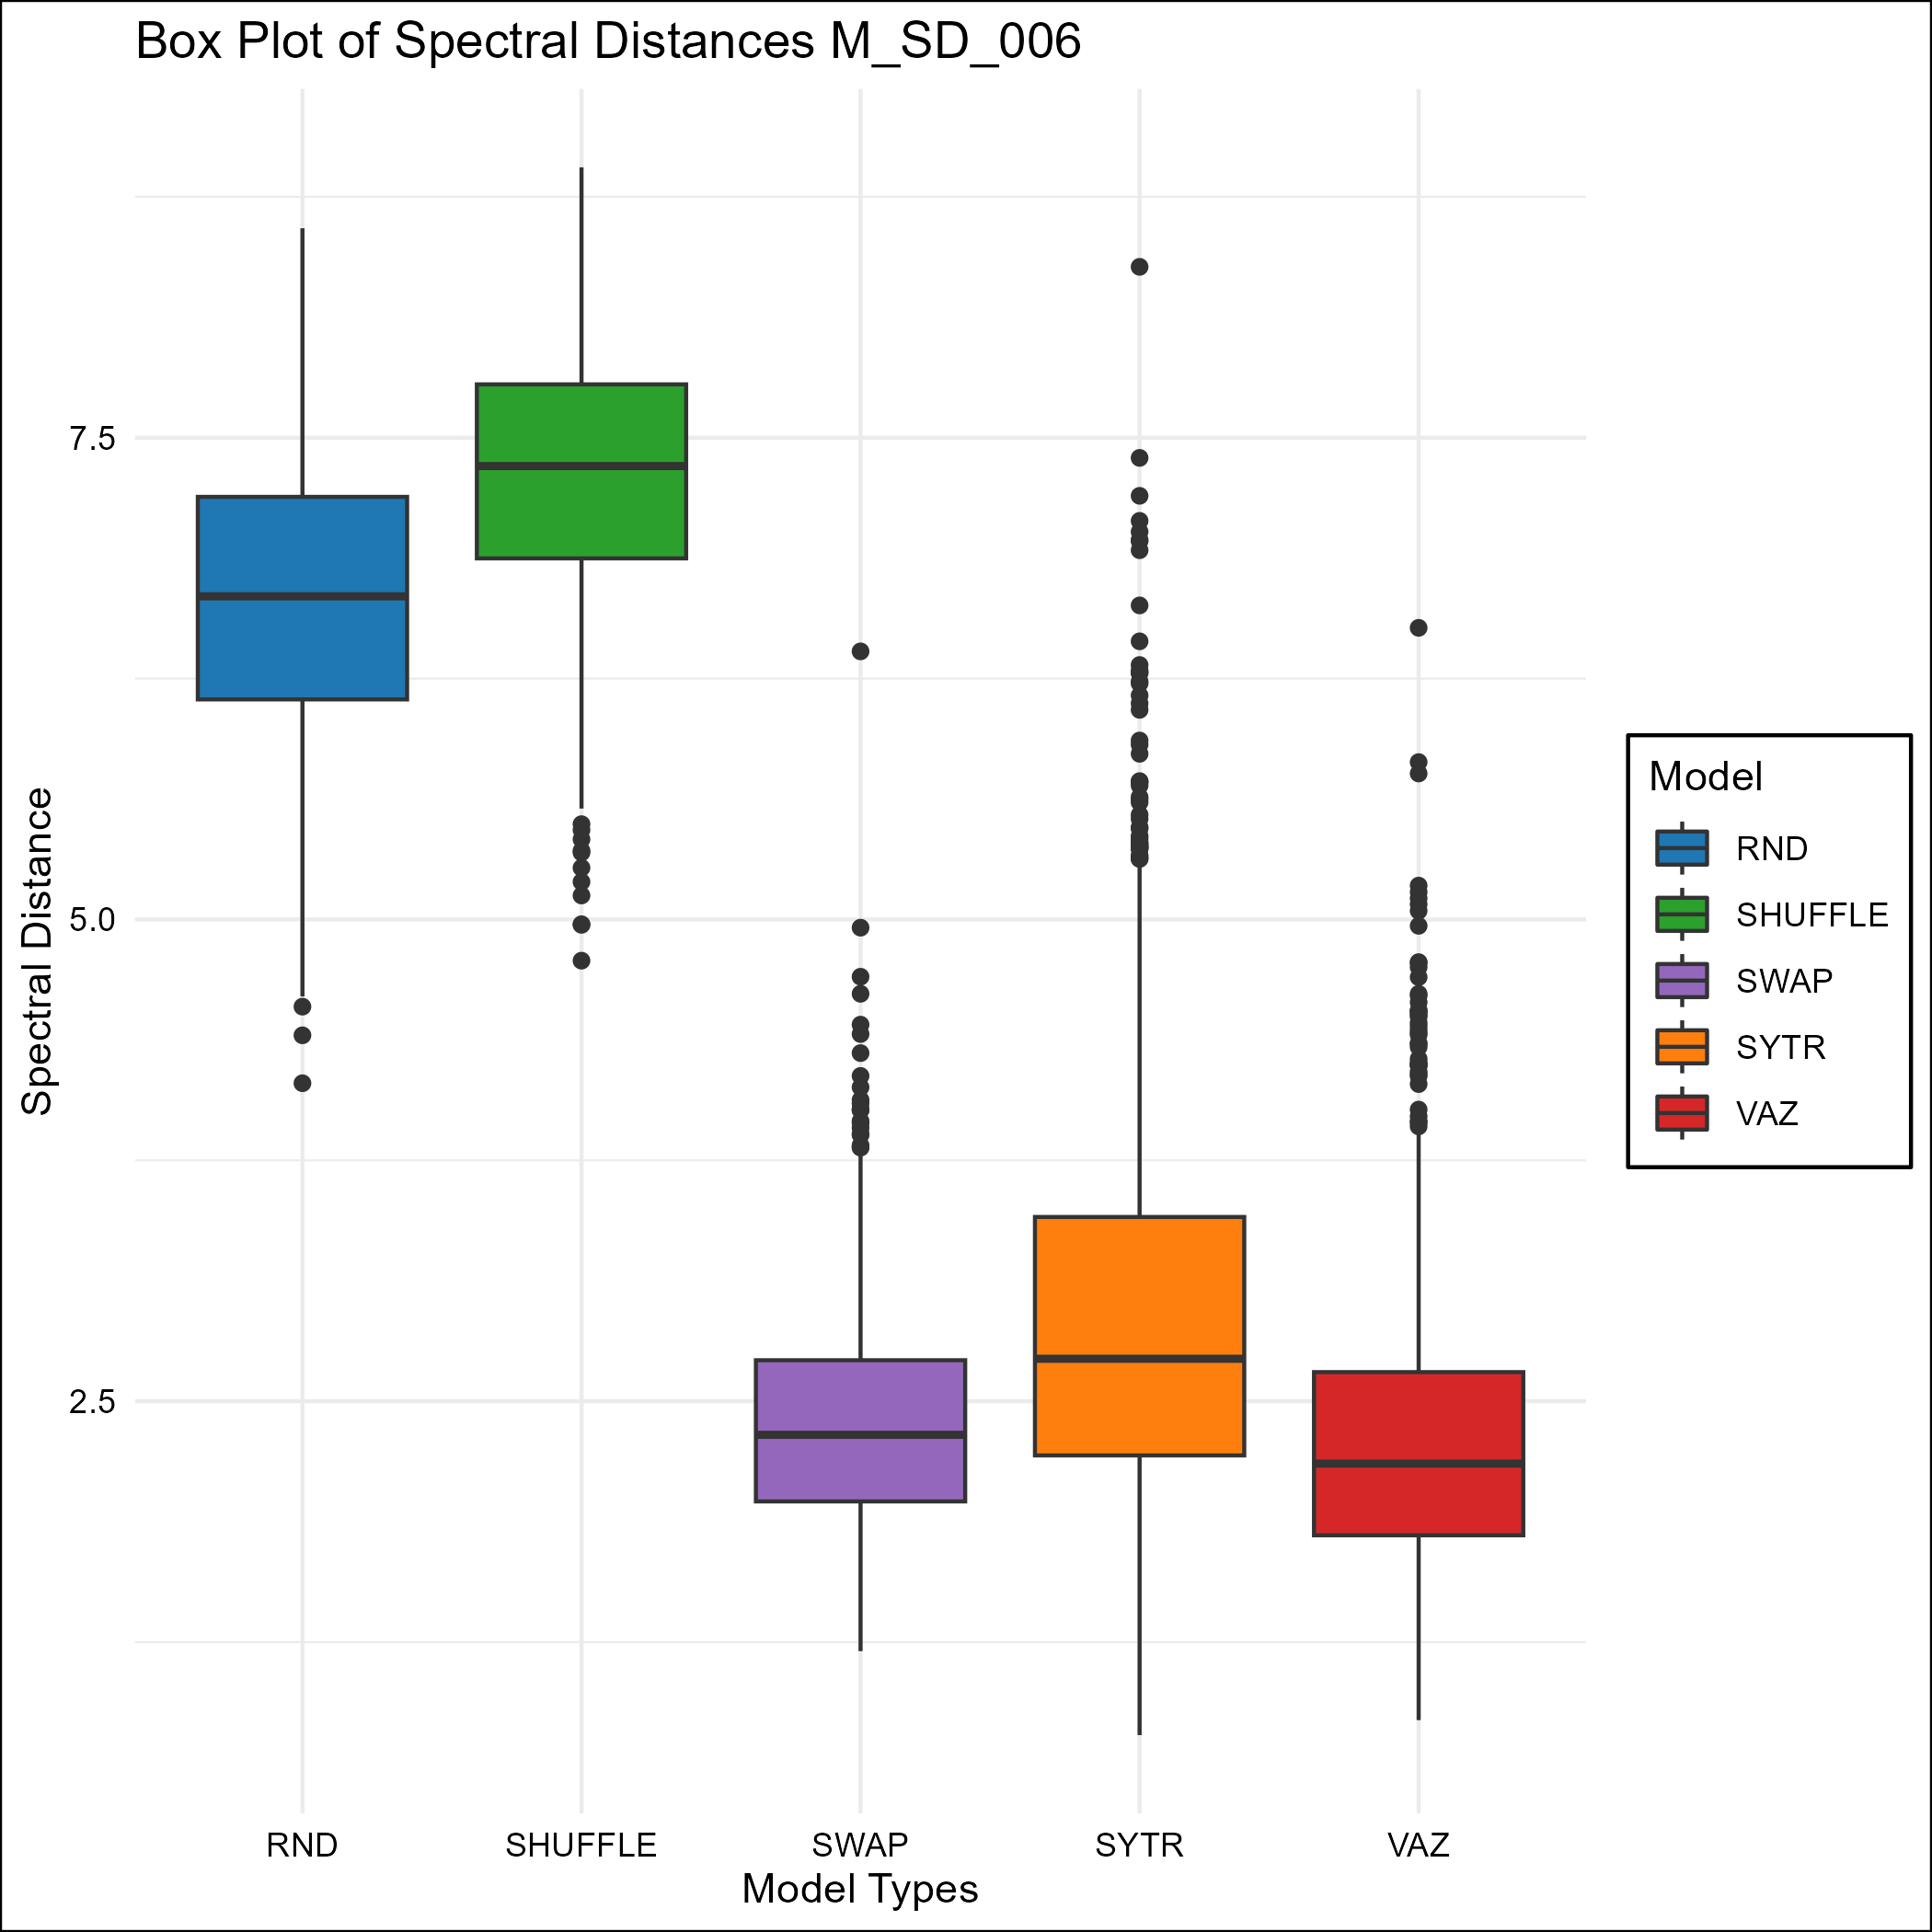 Box Plot of Spectral Distances M_SD_006
Spectral Distance
7.5
5.0
2.5
RND
SHUFFLE
SWAP
SYTR
VAZ
Model Types
Model
RND
SHUFFLE
SWAP
SYTR
VAZ